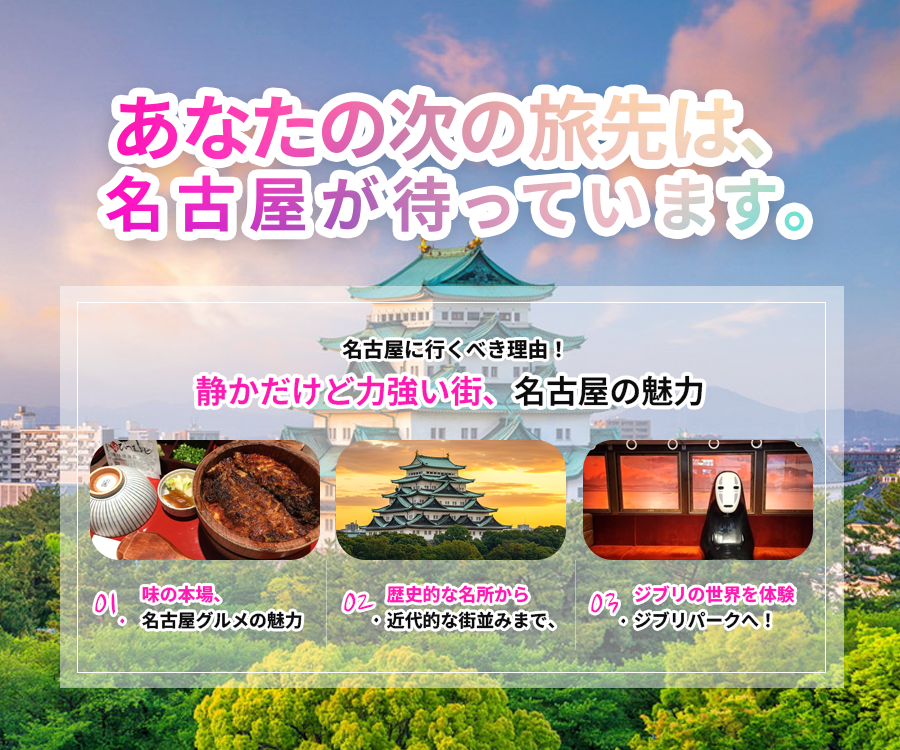 あなたの次の旅先は、
名古屋が待っています。
名古屋に行くべき理由！
静かだけど力強い街、名古屋の魅力
01
味の本場、
・ 名古屋グルメの魅力
02
歴史的な名所から
・近代的な街並みまで、
03
ジブリの世界を体験
・ジブリパークへ！